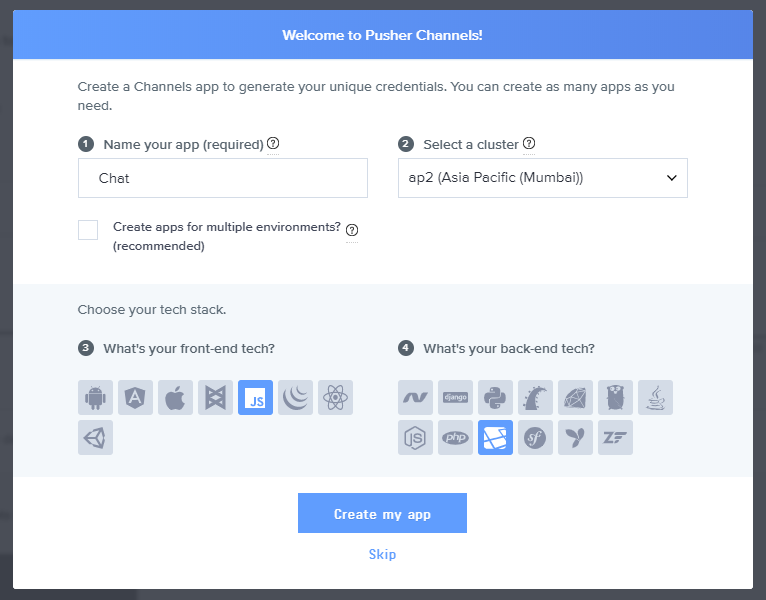 Welcome to Pusher Channels!
Create a Channels app to generate your unique credentials. You can create as many apps as you
need.
1 Name your app (required) ?
2 Select a cluster ?
Chat
ap2 (Asia Pacific (Mumbai))
Create apps for multiple environments? ?
(recommended)
Choose your tech stack.
3 What's your front-end tech?
4 What's your back-end tech?
JS
django
JS
php
sf
ZF
Create my app
Skip